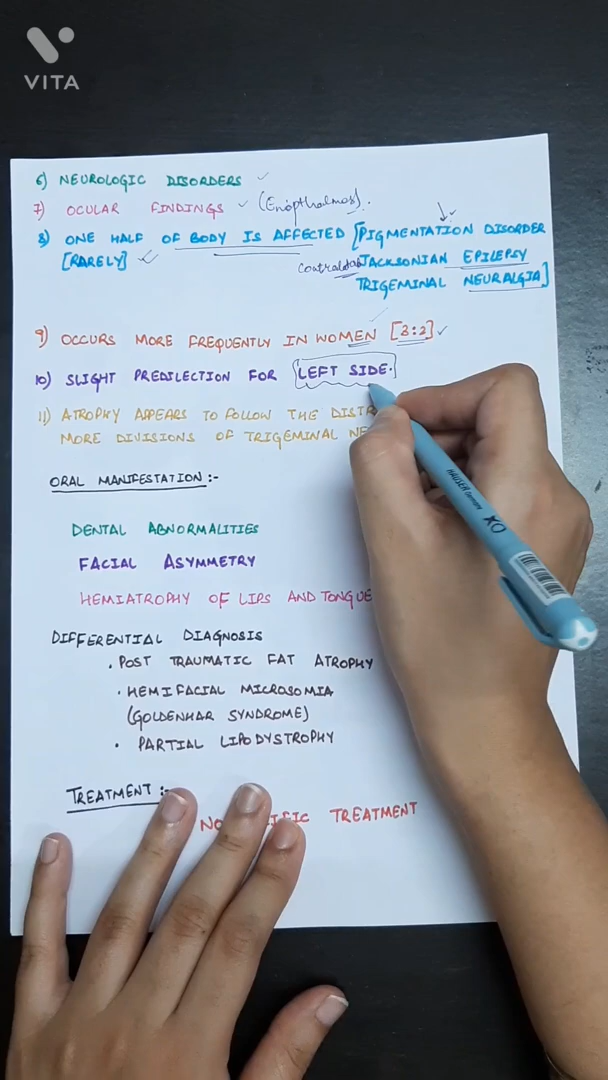 VITA
6) NEUROLOGIC DISORDERS
7) OCULAR FINDINGS (Enopthalmos).
8) ONE HALF OF BODY IS AFFECTED [PIGMENTATION DISORDER
[RARELY] JACKSONIAN EPILEPSY
TRIGEMINAL NEURALGIA]
9) OCCURS MORE FREQUENTLY IN WOMEN [3:2]
10) SLIGHT PREDILECTION FOR LEFT SIDE.
11) ATROPHY APPEARS TO FOLLOW THE
MORE DIVISIONS OF TRIGEMINAL
ORAL MANIFESTATION :-
DENTAL ABNORMALITIES
FACIAL ASYMMETRY
HEMIATROPHY OF LIPS AND TONGUE
DIFFERENTIAL DIAGNOSIS
. POST TRAUMATIC FAT ATROPHY
. HEMIFACIAL MICROSOMIA
(GOLDENHAR SYNDROME)
. PARTIAL LIPODYSTROPHY
TREATMENT :-
TREATMENT
HAUSER Germany XO